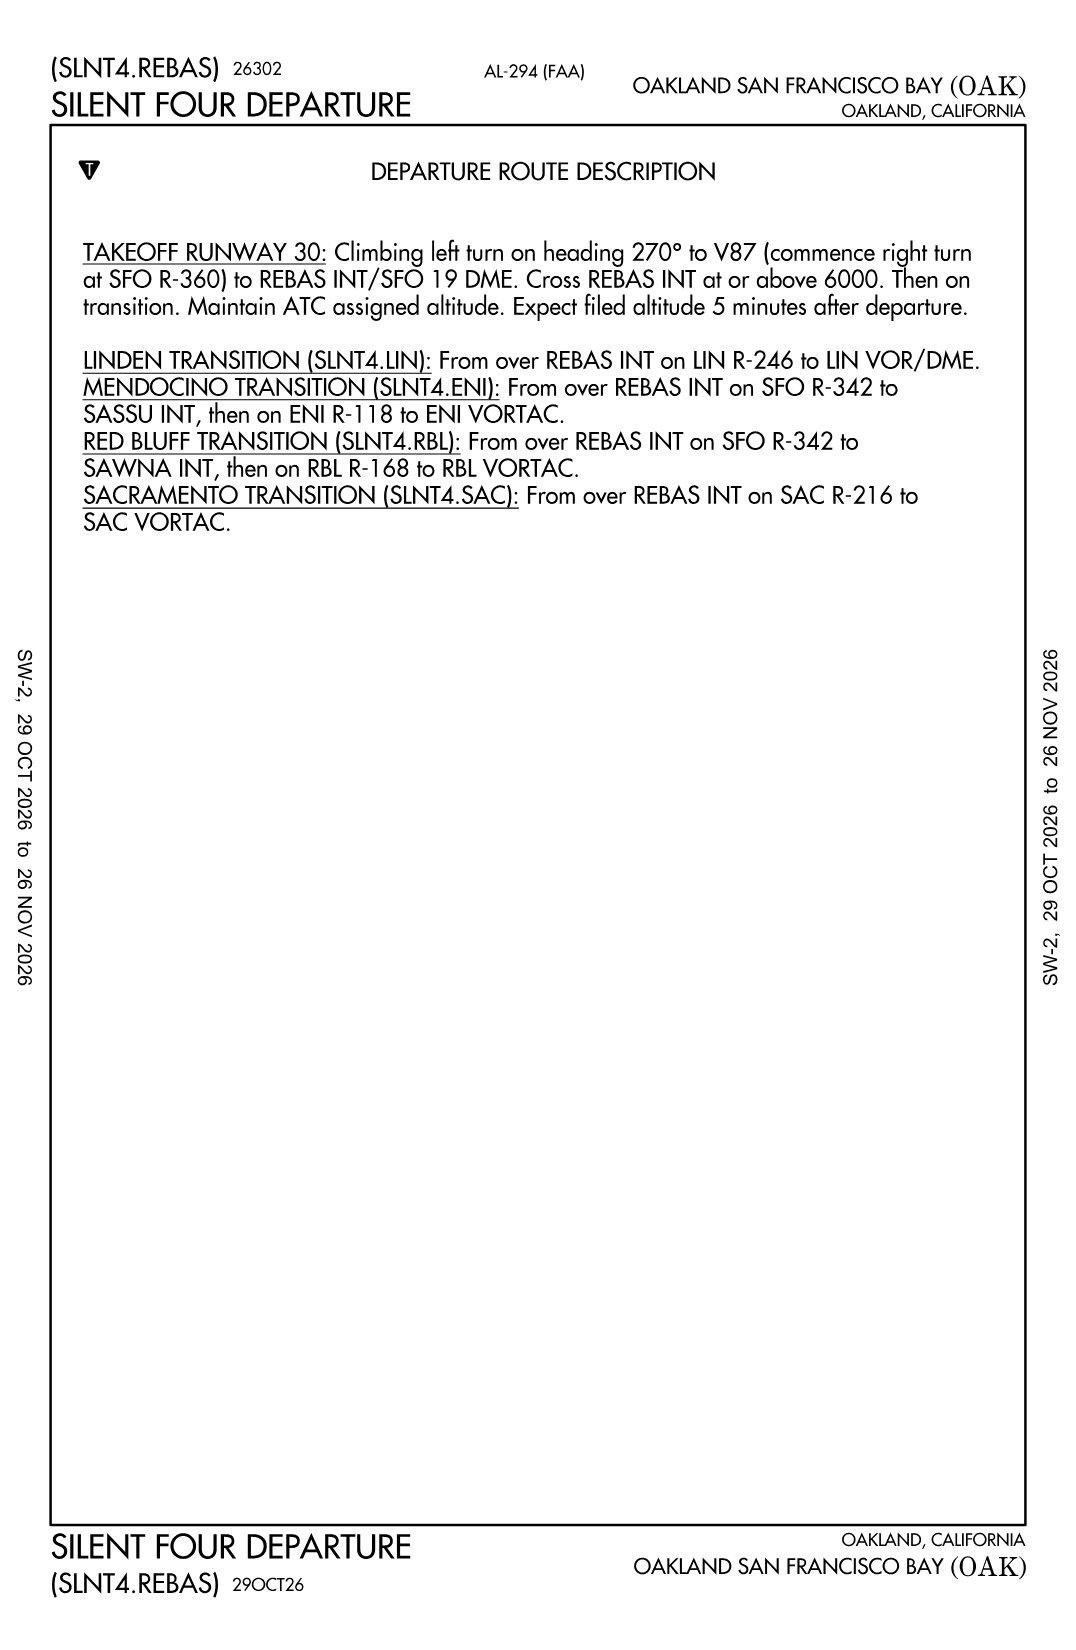 (SLNT4.REBAS) 26302
SILENT FOUR DEPARTURE
AL-294 (FAA)
OAKLAND SAN FRANCISCO BAY (OAK)
OAKLAND, CALIFORNIA
T
DEPARTURE ROUTE DESCRIPTION
TAKEOFF RUNWAY 30: Climbing left turn on heading 270° to V87 (commence right turn
at SFO R-360) to REBAS INT/SFO 19 DME. Cross REBAS INT at or above 6000. Then on
transition. Maintain ATC assigned altitude. Expect filed altitude 5 minutes after departure.
LINDEN TRANSITION (SLNT4.LIN): From over REBAS INT on LIN R-246 to LIN VOR/DME.
MENDOCINO TRANSITION (SLNT4.ENI): From over REBAS INT on SFO R-342 to
SASSU INT, then on ENI R-118 to ENI VORTAC.
RED BLUFF TRANSITION (SLNT4.RBL): From over REBAS INT on SFO R-342 to
SAWNA INT, then on RBL R-168 to RBL VORTAC.
SACRAMENTO TRANSITION (SLNT4.SAC): From over REBAS INT on SAC R-216 to
SAC VORTAC.
SW-2, 29 OCT 2026 to 26 NOV 2026
SW-2, 29 OCT 2026 to 26 NOV 2026
SILENT FOUR DEPARTURE
(SLNT4.REBAS) 29OCT26
OAKLAND, CALIFORNIA
OAKLAND SAN FRANCISCO BAY (OAK)